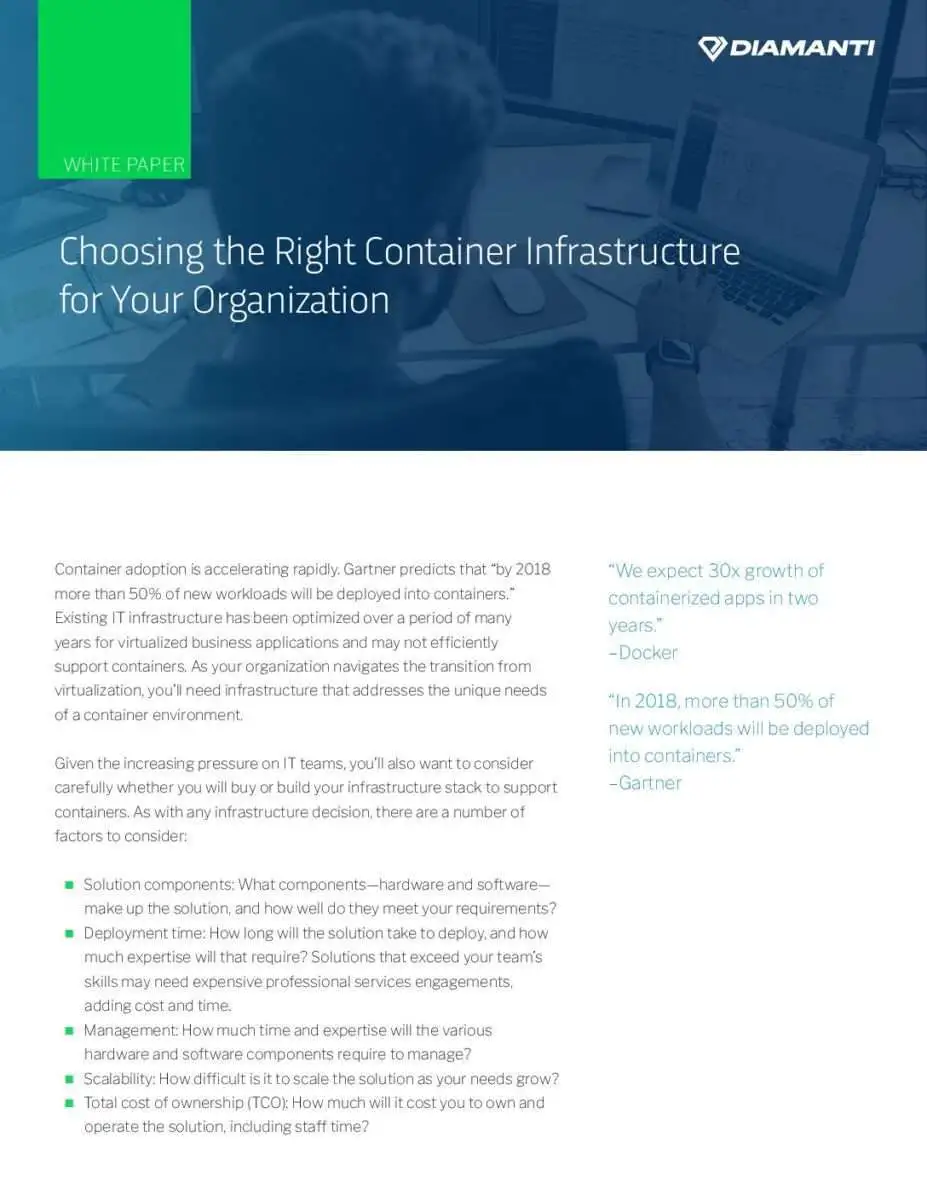 DIAMANTI
WHITE PAPER
Choosing the Right Container Infrastructure
for Your Organization
Container adoption is accelerating rapidly. Gartner predicts that “by 2018
more than 50% of new workloads will be deployed into containers.”
Existing IT infrastructure has been optimized over a period of many
years for virtualized business applications and may not efficiently
support containers. As your organization navigates the transition from
virtualization, you’ll need infrastructure that addresses the unique needs
of a container environment.
Given the increasing pressure on IT teams, you’ll also want to consider
carefully whether you will buy or build your infrastructure stack to support
containers. As with any infrastructure decision, there are a number of
factors to consider:
■ Solution components: What components—hardware and software—
make up the solution, and how well do they meet your requirements?
■ Deployment time: How long will the solution take to deploy, and how
much expertise will that require? Solutions that exceed your team’s
skills may need expensive professional services engagements,
adding cost and time.
■ Management: How much time and expertise will the various
hardware and software components require to manage?
■ Scalability: How difficult is it to scale the solution as your needs grow?
■ Total cost of ownership (TCO): How much will it cost you to own and
operate the solution, including staff time?
“We expect 30x growth of
containerized apps in two
years.”
–Docker
“In 2018, more than 50% of
new workloads will be deployed
into containers.”
–Gartner